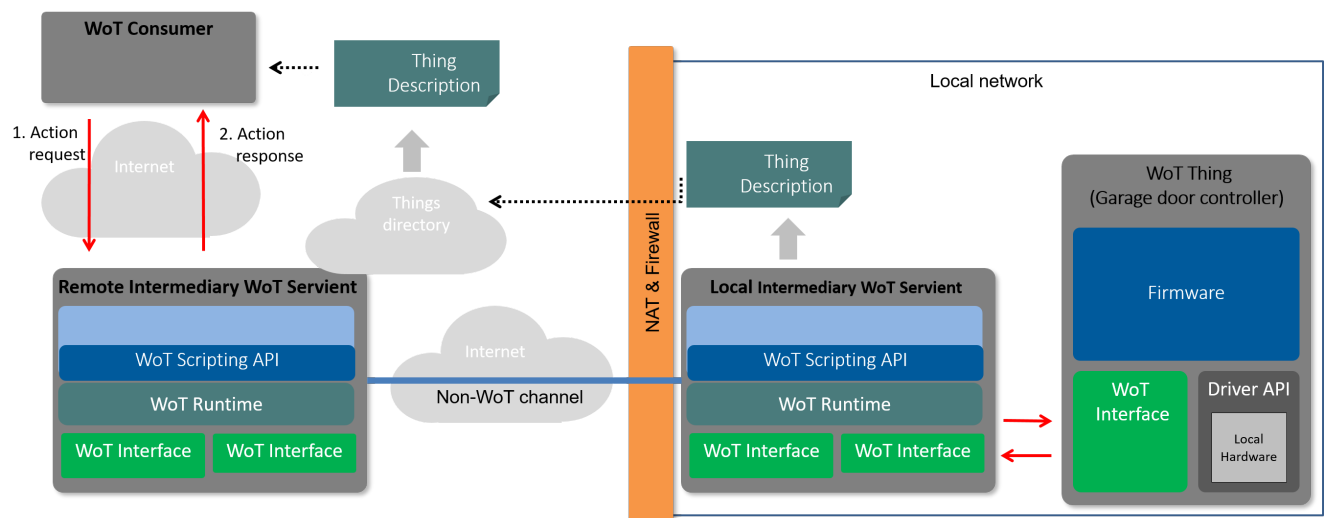 WoT Consumer
Thing
Description
Local network
1. Action
request
2. Action
response
Internet
Things
directory
Thing
Description
NAT & Firewall
WoT Thing
(Garage door controller)
Firmware
WoT
Interface
Driver API
Local
Hardware
Remote Intermediary WoT Servient
WoT Scripting API
WoT Runtime
WoT Interface
WoT Interface
Internet
Non-WoT channel
Local Intermediary WoT Servient
WoT Scripting API
WoT Runtime
WoT Interface
WoT Interface